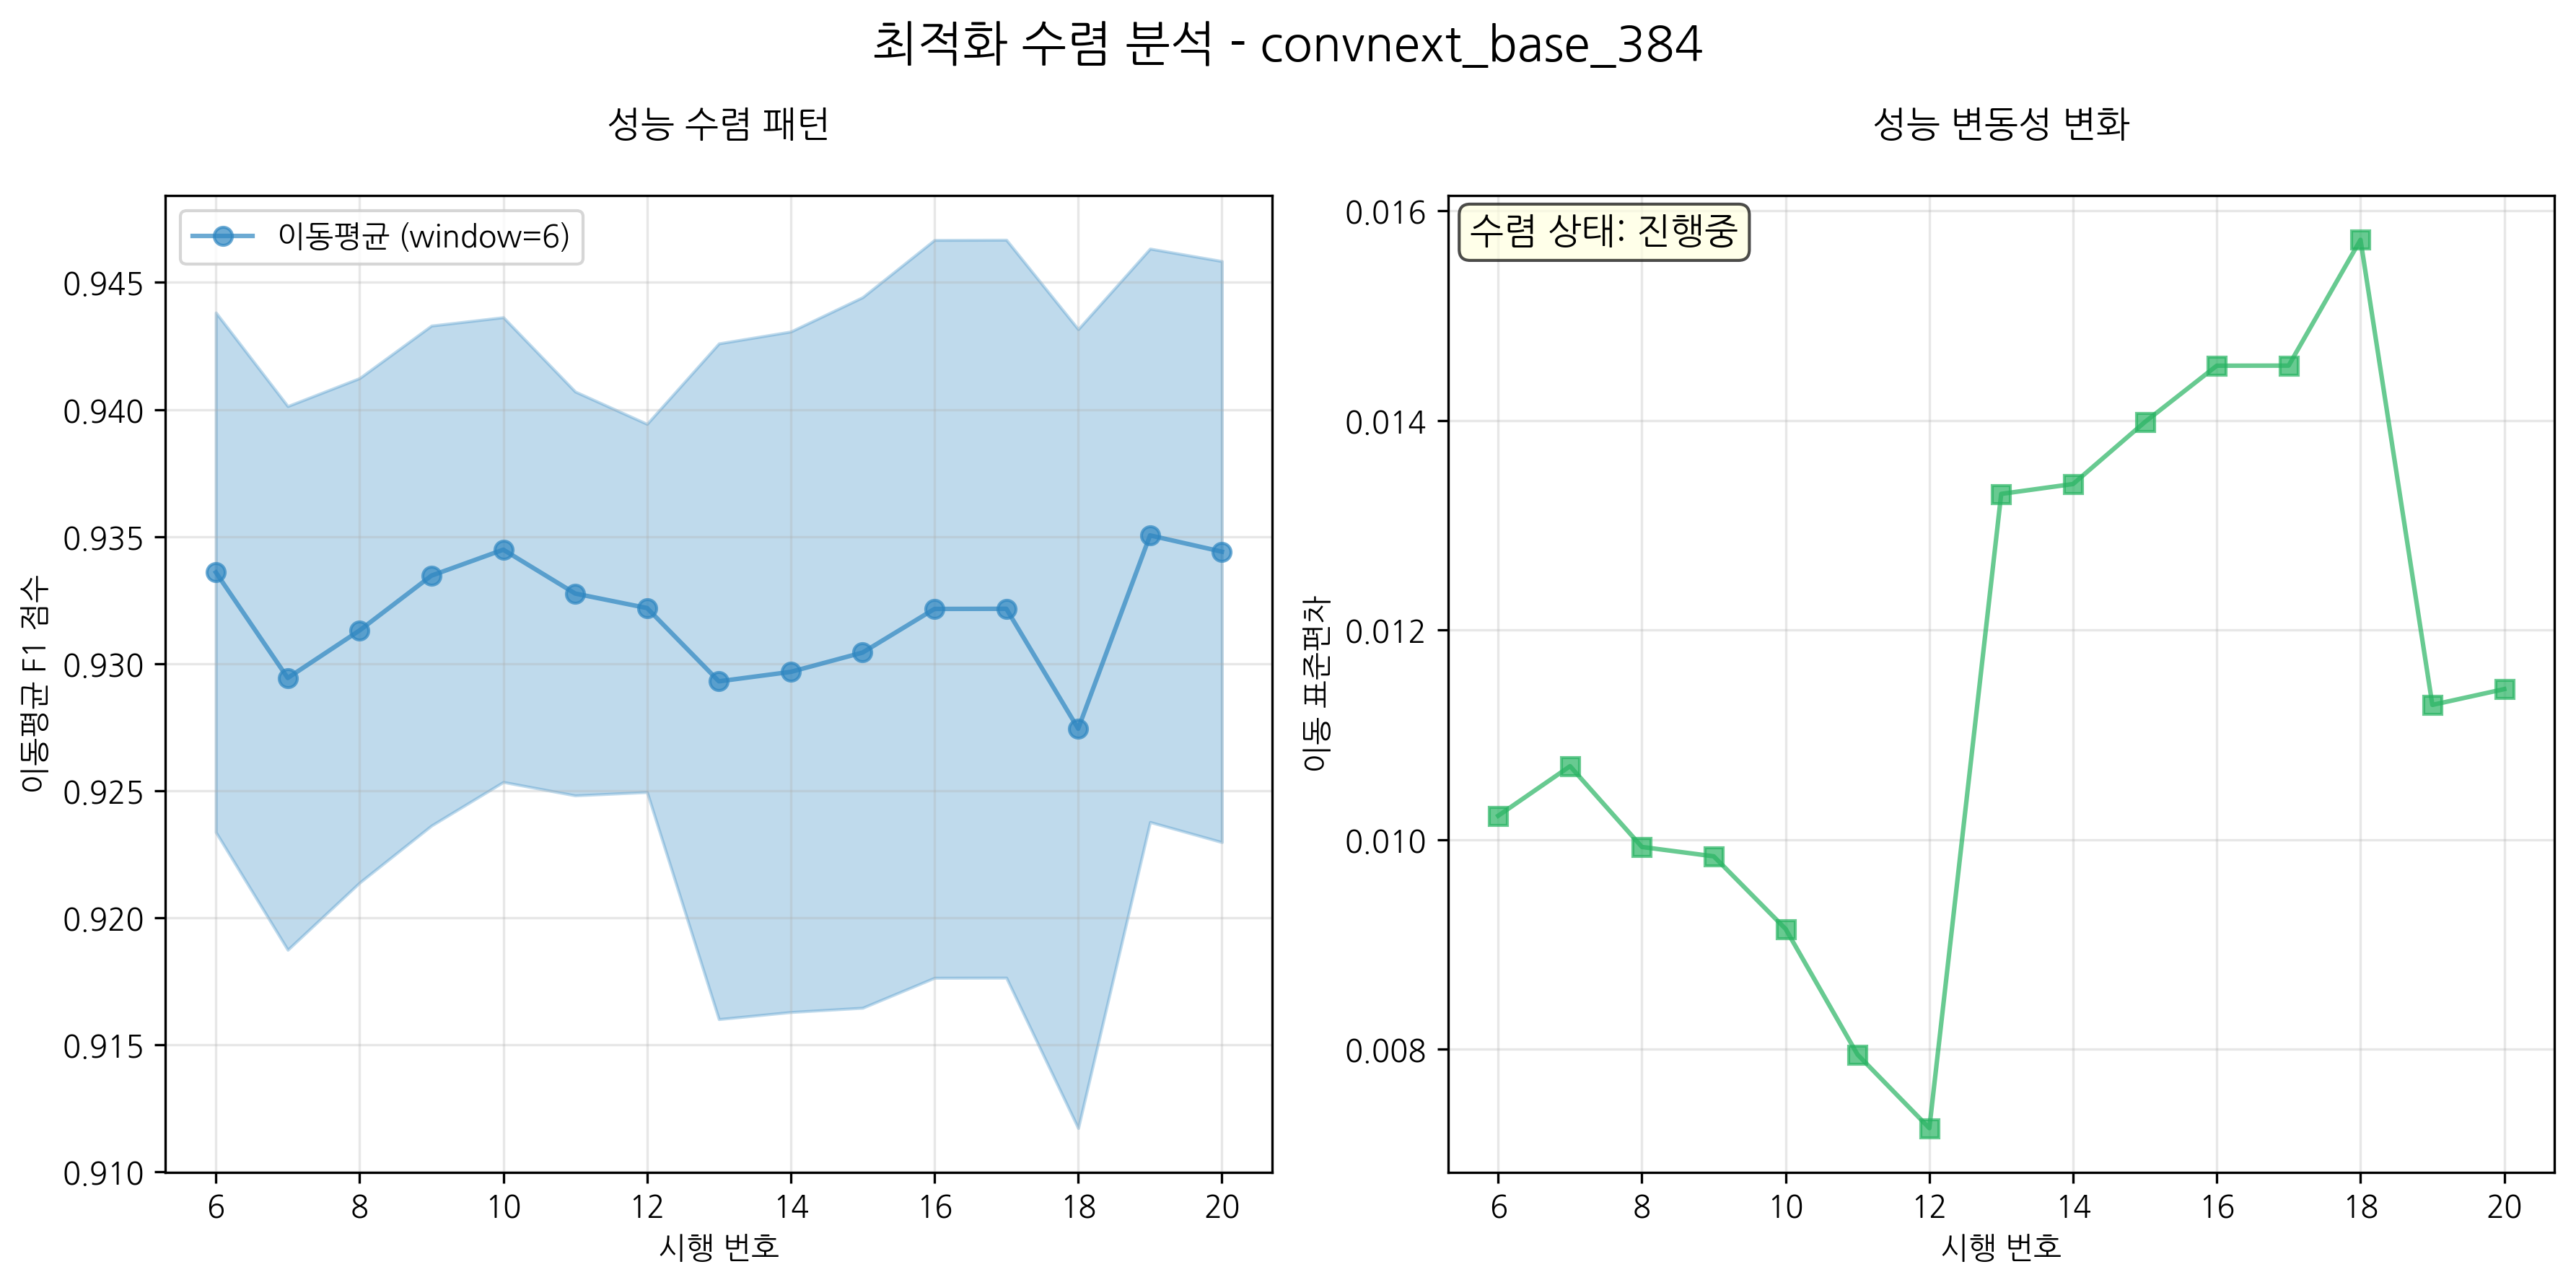 최적화 수렴 분석 - convnext_base_384
성능 수렴 패턴
이동평균 (window=6)
이동평균 F1 점수
0.945
0.940
0.935
0.930
0.925
0.920
0.915
0.910
6 8 10 12 14 16 18 20
시행 번호
성능 변동성 변화
수렴 상태: 진행중
이동 표준편차
0.016
0.014
0.012
0.010
0.008
6 8 10 12 14 16 18 20
시행 번호